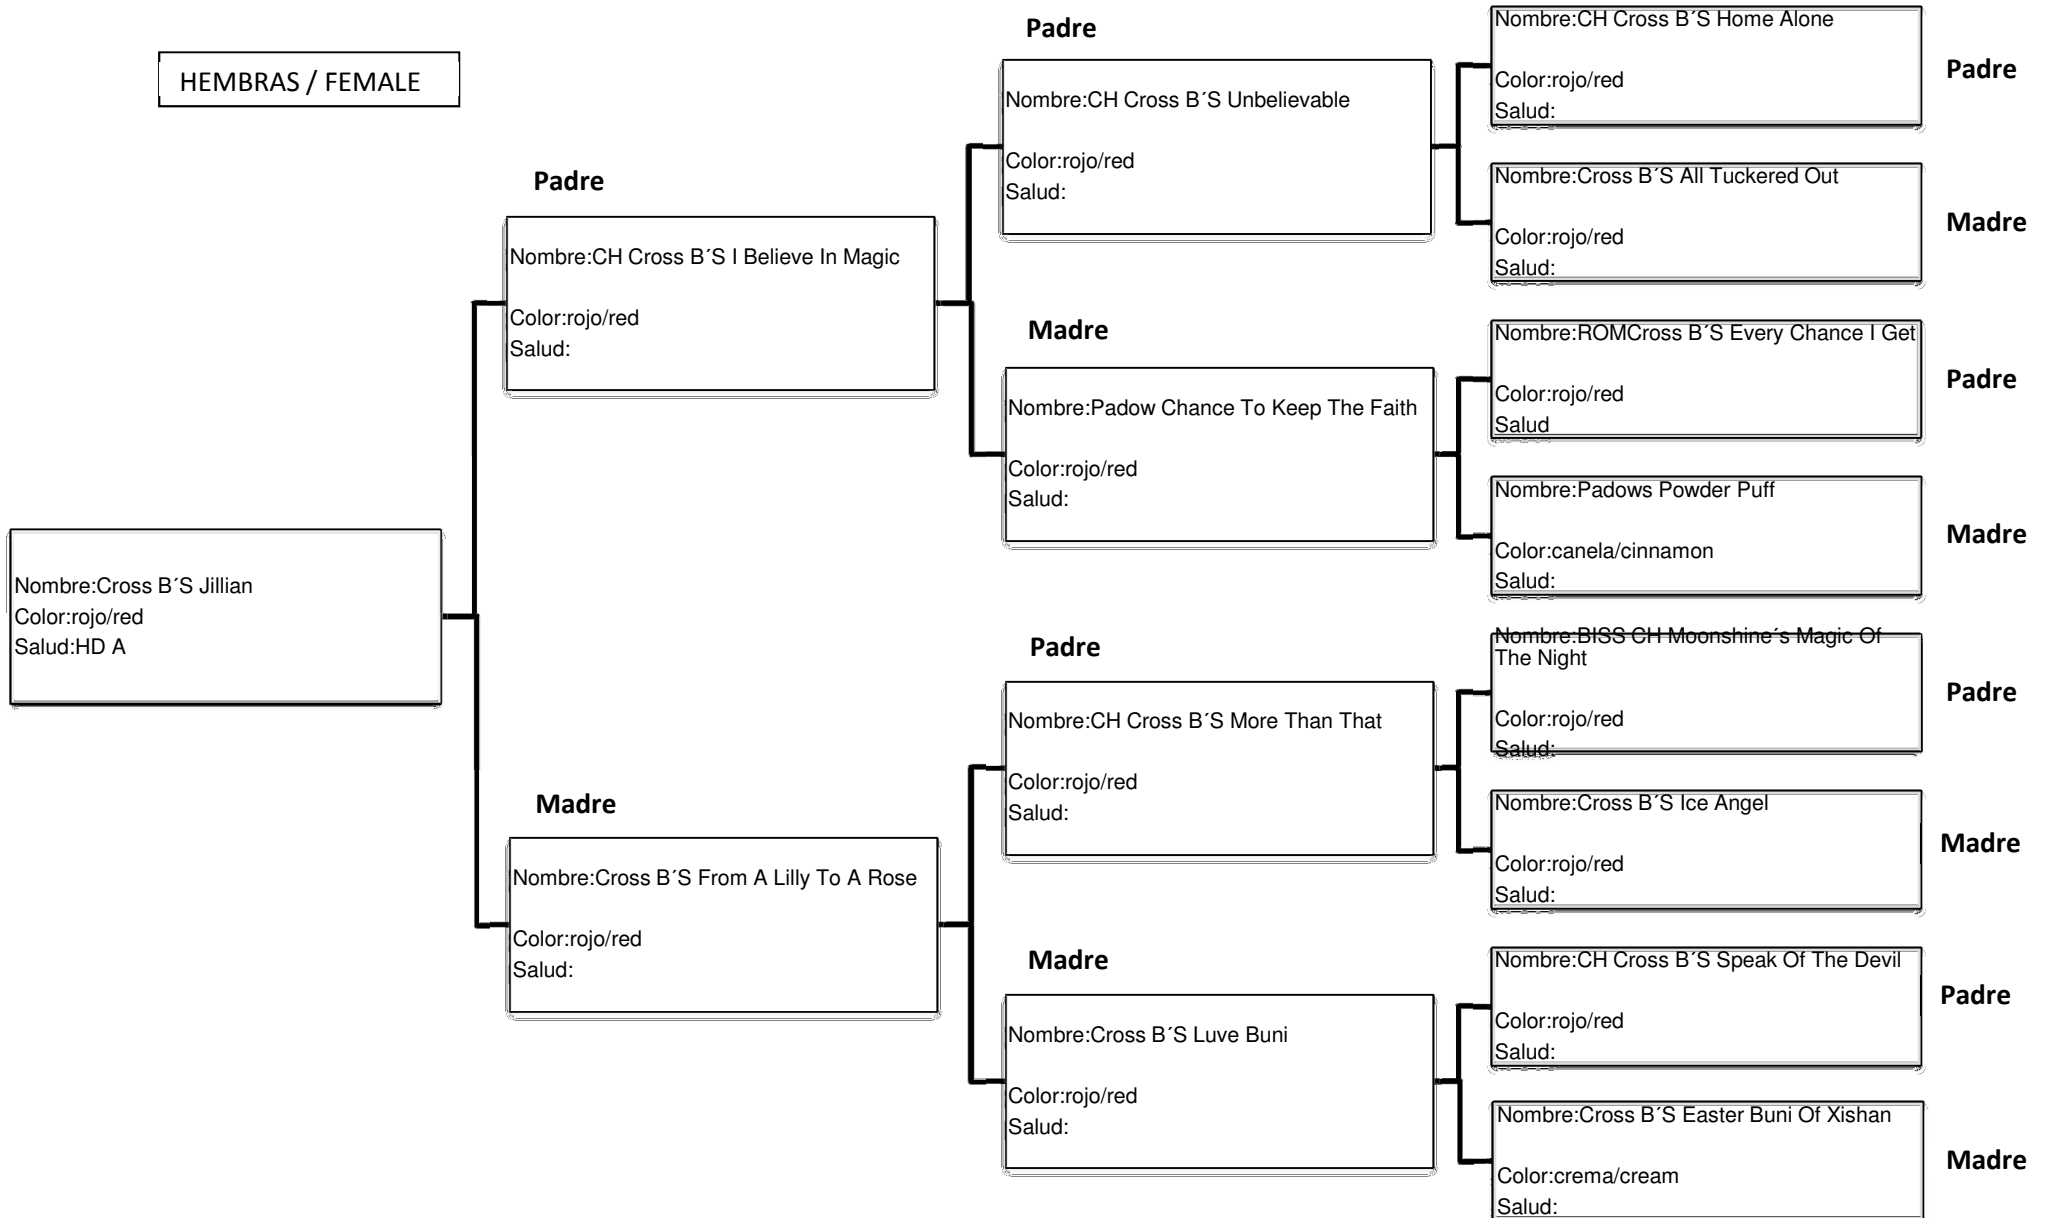 HEMBRAS / FEMALE
Nombre:Cross B´S Jillian
Color:rojo/red
Salud:HD A
Padre
Nombre:CH Cross B´S I Believe In Magic
Color:rojo/red
Salud:
Madre
Nombre:Cross B´S From A Lilly To A Rose
Color:rojo/red
Salud:
Padre
Nombre:CH Cross B´S Unbelievable
Color:rojo/red
Salud:
Madre
Nombre:Padow Chance To Keep The Faith
Color:rojo/red
Salud:
Padre
Nombre:CH Cross B´S More Than That
Color:rojo/red
Salud:
Madre
Nombre:Cross B´S Luve Buni
Color:rojo/red
Salud:
Nombre:CH Cross B´S Home Alone
Color:rojo/red
Salud:
Padre
Nombre:Cross B´S All Tuckered Out
Color:rojo/red
Salud:
Madre
Nombre:ROMCross B´S Every Chance I Get
Color:rojo/red
Salud
Padre
Nombre:Padows Powder Puff
Color:canela/cinnamon
Salud:
Madre
Nombre:BISS CH Moonshine´s Magic Of
The Night
Color:rojo/red
Salud:
Padre
Nombre:Cross B´S Ice Angel
Color:rojo/red
Salud:
Madre
Nombre:CH Cross B´S Speak Of The Devil
Color:rojo/red
Salud:
Padre
Nombre:Cross B´S Easter Buni Of Xishan
Color:crema/cream
Salud:
Madre